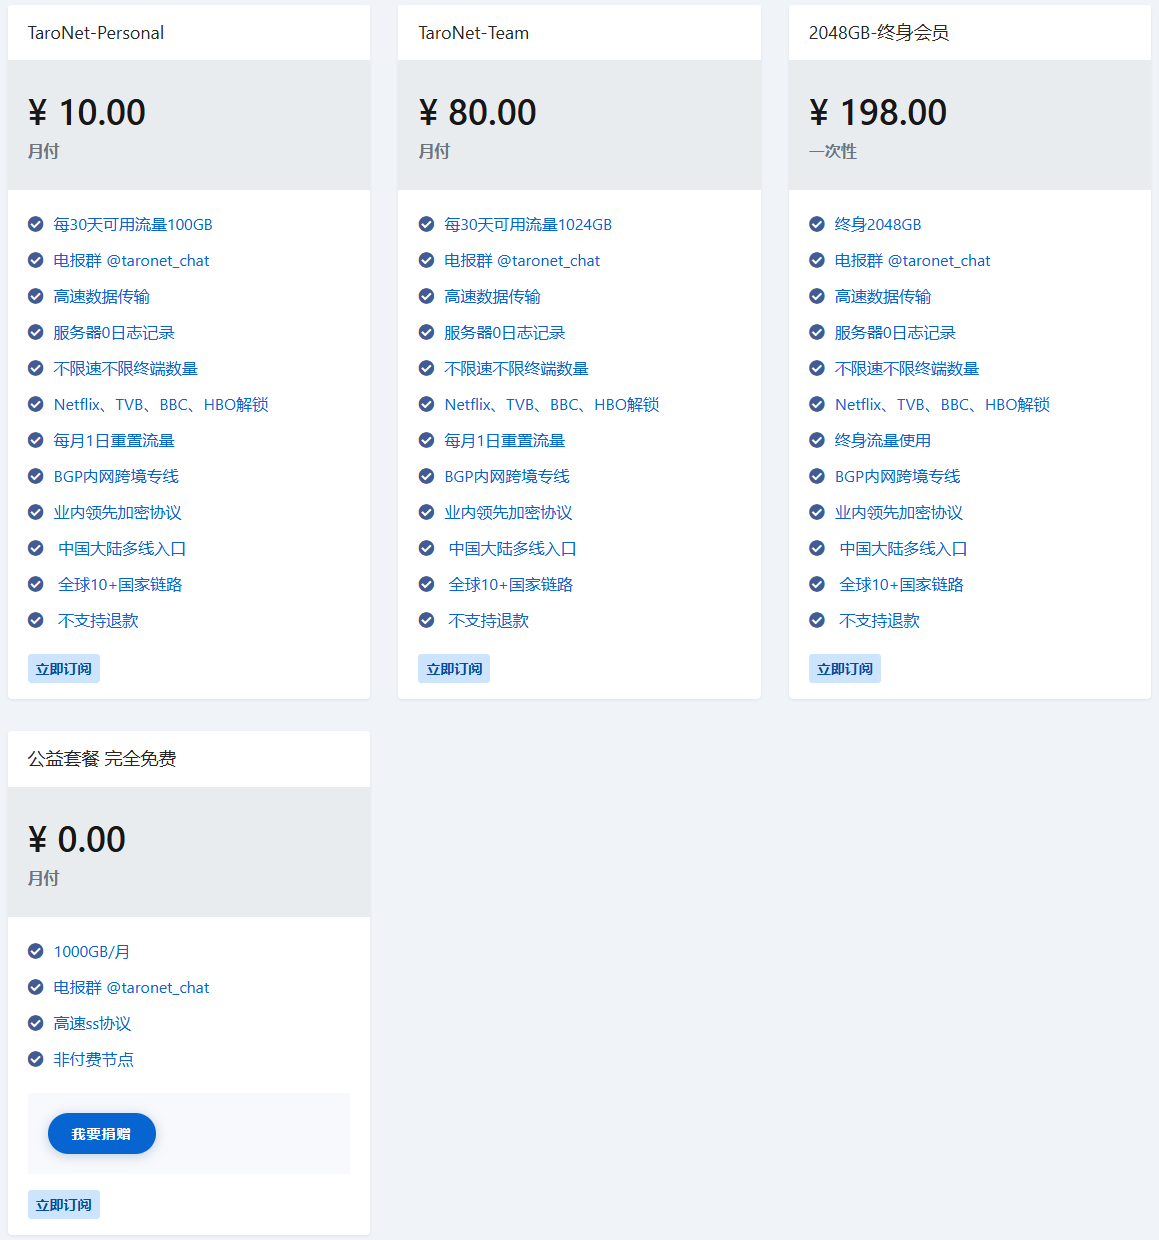 TaroNet-Personal
¥ 10.00
月付
每30天可用流量100GB
电报群 @taronet_chat
高速数据传输
服务器0日志记录
不限速不限终端数量
Netflix、TVB、BBC、HBO解锁
每月1日重置流量
BGP内网跨境专线
业内领先加密协议
中国大陆多线入口
全球10+国家链路
不支持退款
立即订阅
TaroNet-Team
¥ 80.00
月付
每30天可用流量1024GB
电报群 @taronet_chat
高速数据传输
服务器0日志记录
不限速不限终端数量
Netflix、TVB、BBC、HBO解锁
每月1日重置流量
BGP内网跨境专线
业内领先加密协议
中国大陆多线入口
全球10+国家链路
不支持退款
立即订阅
2048GB-终身会员
¥ 198.00
一次性
终身2048GB
电报群 @taronet_chat
高速数据传输
服务器0日志记录
不限速不限终端数量
Netflix、TVB、BBC、HBO解锁
终身流量使用
BGP内网跨境专线
业内领先加密协议
中国大陆多线入口
全球10+国家链路
不支持退款
立即订阅
公益套餐 完全免费
¥ 0.00
月付
1000GB/月
电报群 @taronet_chat
高速ss协议
非付费节点
我要捐赠
立即订阅